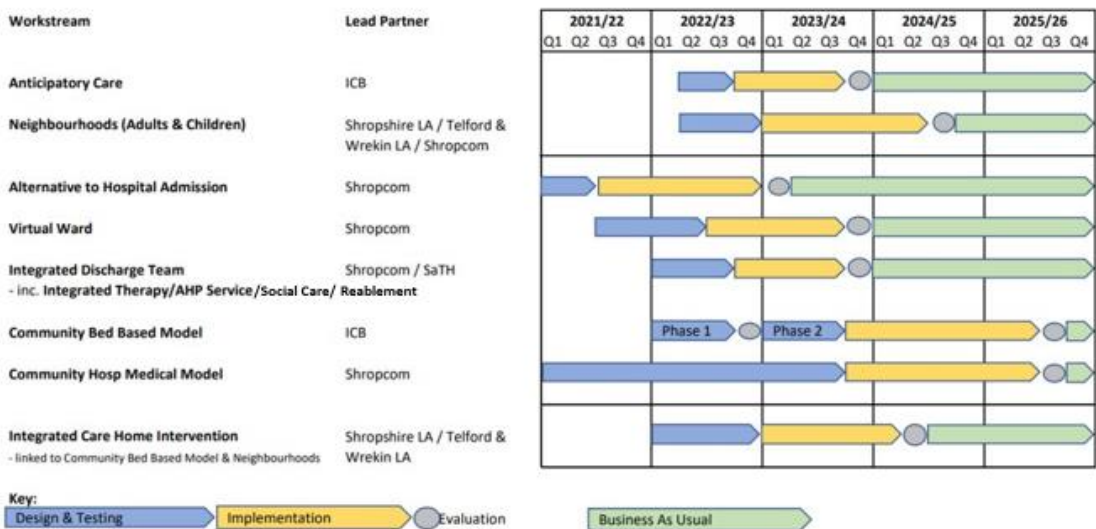 Workstream Lead Partner 2021/22 2022/23 2023/24 2024/25 2025/26
Q1 Q2 Q3 Q4 Q1 Q2 Q3 Q4 Q1 Q2 Q3 Q4 Q1 Q2 Q3 Q4 Q1 Q2 Q3 Q4
Anticipatory Care ICB
Neighbourhoods (Adults & Children) Shropshire LA / Telford &
Wrekin LA / Shropcom
Alternative to Hospital Admission Shropcom
Virtual Ward Shropcom
Integrated Discharge Team Shropcom / SaTH
- inc. Integrated Therapy/AHP Service/Social Care/ Reablement
Community Bed Based Model ICB Phase 1 Phase 2
Community Hosp Medical Model Shropcom
Integrated Care Home Intervention Shropshire LA / Telford &
- linked to Community Bed Based Model & Neighbourhoods Wrekin LA
Key:
Design & Testing Implementation Evaluation Business As Usual